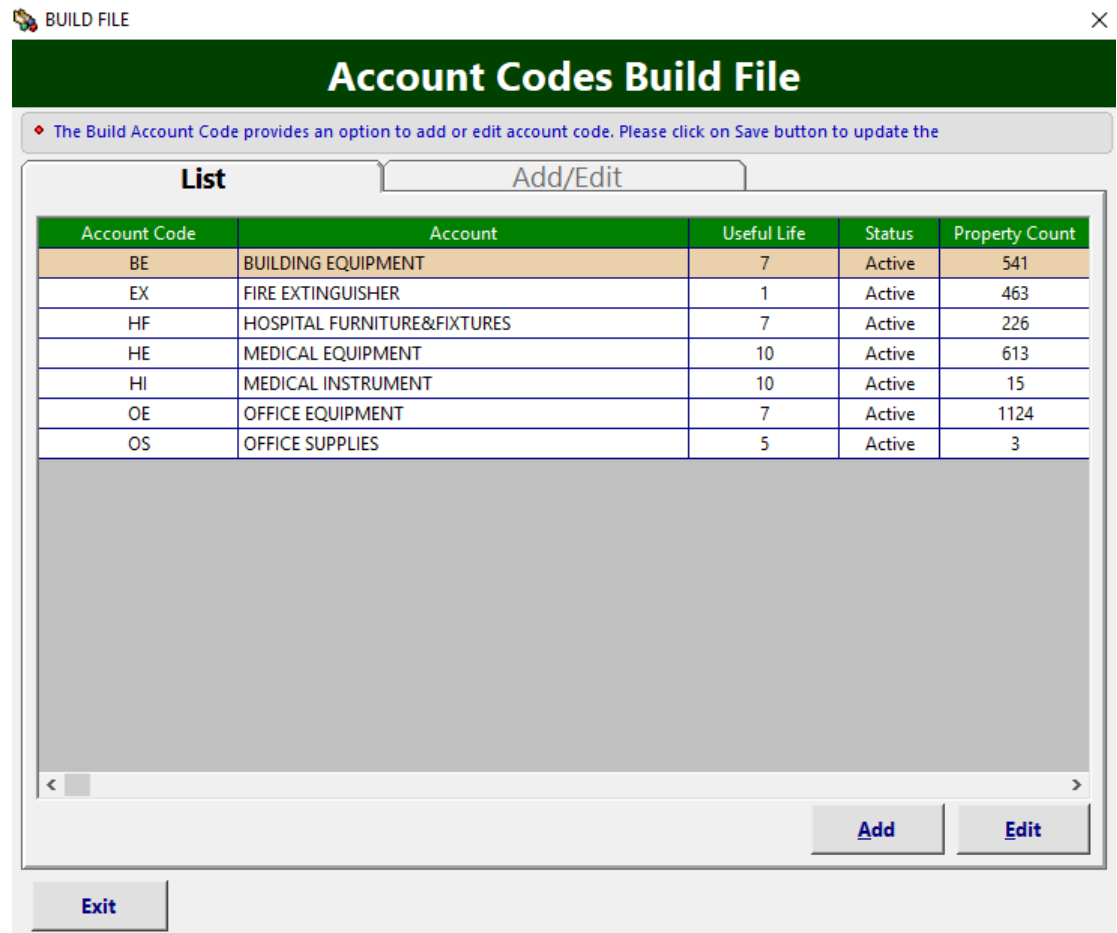 BUILD FILE
Account Codes Build File
The Build Account Code provides an option to add or edit account code. Please click on Save button to update the
List Add/Edit
Account Code Account Useful Life Status Property Count
BE BUILDING EQUIPMENT 7 Active 541
EX FIRE EXTINGUISHER 1 Active 463
HF HOSPITAL FURNITURE&FIXTURES 7 Active 226
HE MEDICAL EQUIPMENT 10 Active 613
HI MEDICAL INSTRUMENT 10 Active 15
OE OFFICE EQUIPMENT 7 Active 1124
OS OFFICE SUPPLIES 5 Active 3
Add Edit
Exit